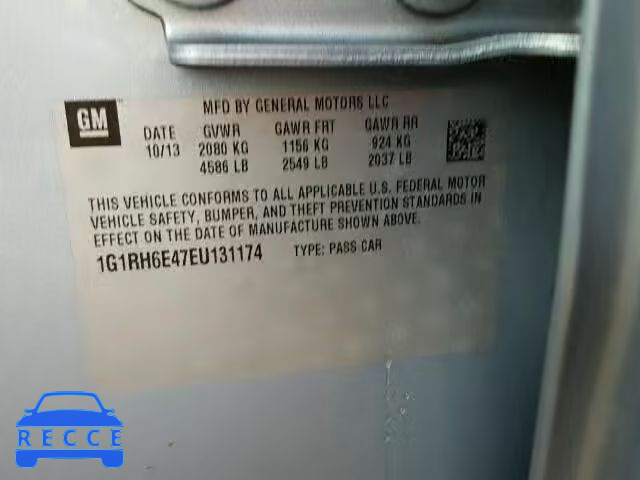 GM
MFD BY GENERAL MOTORS LLC
DATE GVWR GAWR FRT GAWR RR
10/13 2080 KG 1156 KG 924 KG
4586 LB 2549 LB 2037 LB
THIS VEHICLE CONFORMS TO ALL APPLICABLE U.S. FEDERAL MOTOR
VEHICLE SAFETY, BUMPER, AND THEFT PREVENTION STANDARDS IN
EFFECT ON THE DATE OF MANUFACTURE SHOWN ABOVE.
1G1RH6E47EU131174 TYPE: PASS CAR
RECCE